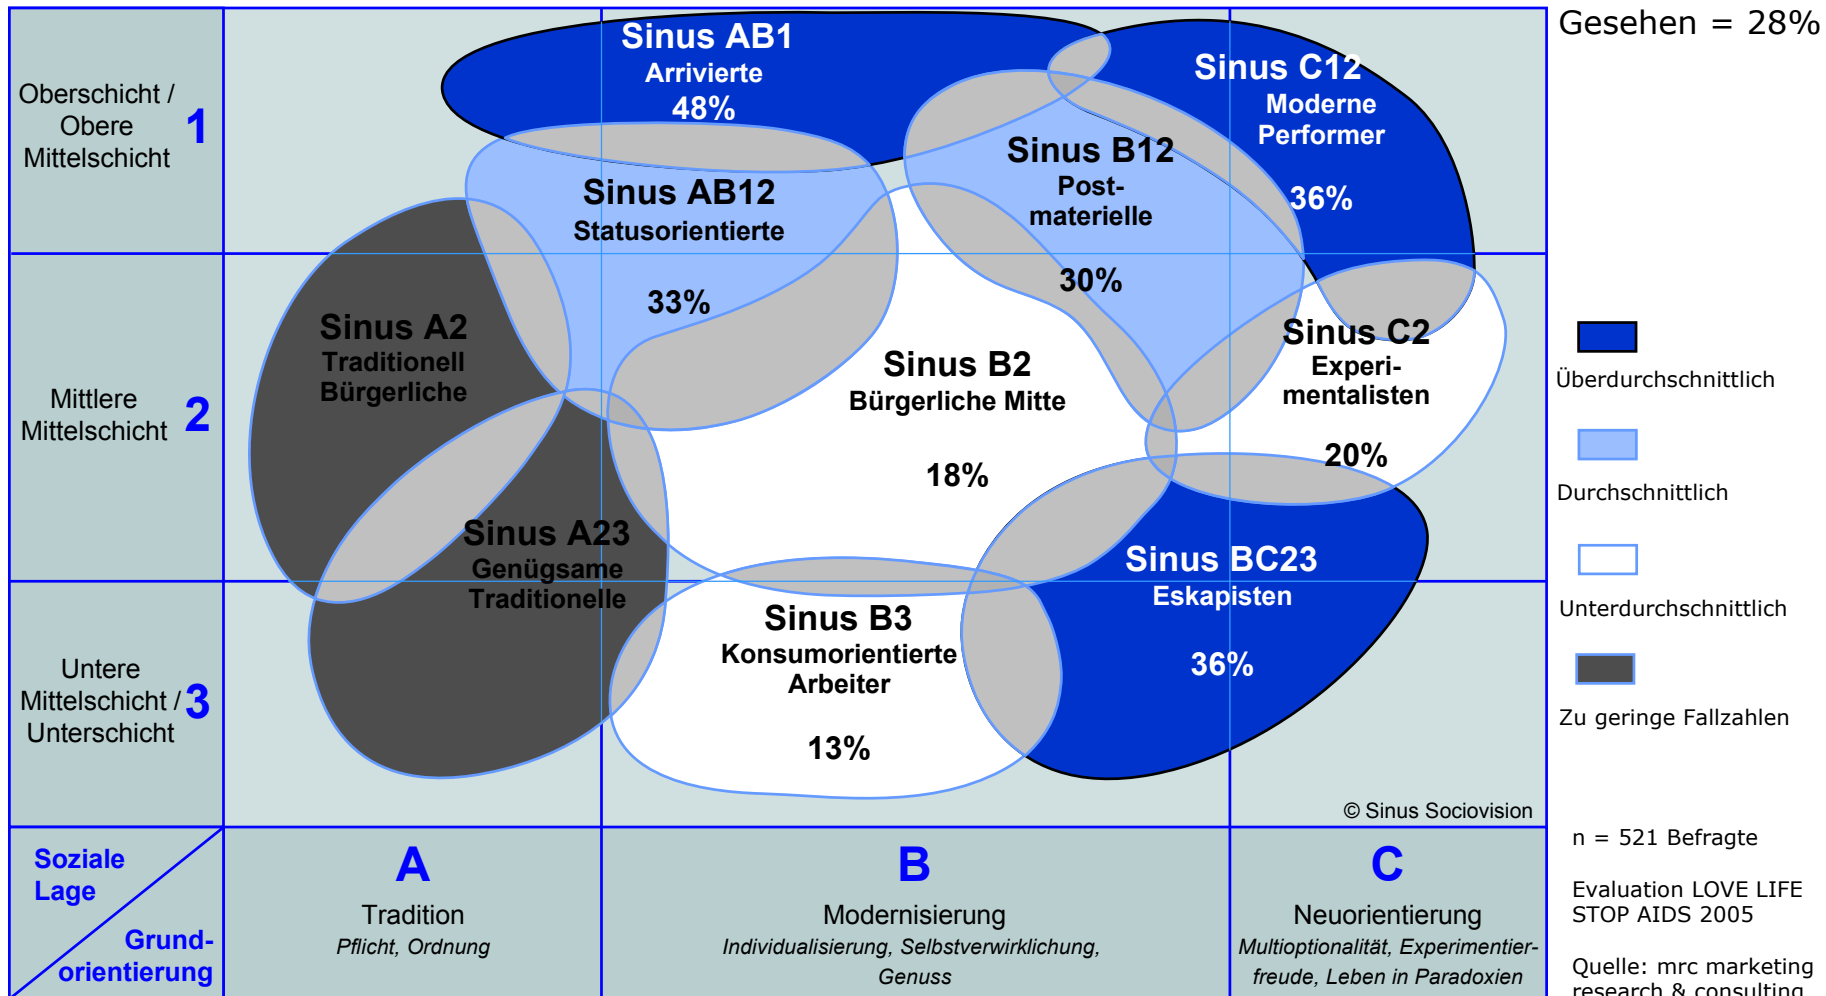 Gesehen = 28%
Oberschicht /
Obere
Mittelschicht
1
Mittlere
Mittelschicht
2
Untere
Mittelschicht /
Unterschicht
3
Sinus AB1
Arrivierte
48%
Sinus C12
Moderne
Performer
36%
Sinus AB12
Statusorientierte
33%
Sinus B12
Post-
materielle
30%
Sinus A2
Traditionell
Bürgerliche
Sinus B2
Bürgerliche Mitte
18%
Sinus C2
Experi-
mentalisten
20%
Sinus A23
Genügsame
Traditionelle
Sinus B3
Konsumorientierte
Arbeiter
13%
Sinus BC23
Eskapisten
36%
© Sinus Sociovision
Überdurchschnittlich
Durchschnittlich
Unterdurchschnittlich
Zu geringe Fallzahlen
Soziale
Lage
Grund-
orientierung
A
Tradition
Pflicht, Ordnung
B
Modernisierung
Individualisierung, Selbstverwirklichung,
Genuss
C
Neuorientierung
Multioptionalität, Experimentier-
freude, Leben in Paradoxien
n = 521 Befragte
Evaluation LOVE LIFE
STOP AIDS 2005
Quelle: mrc marketing
research & consulting